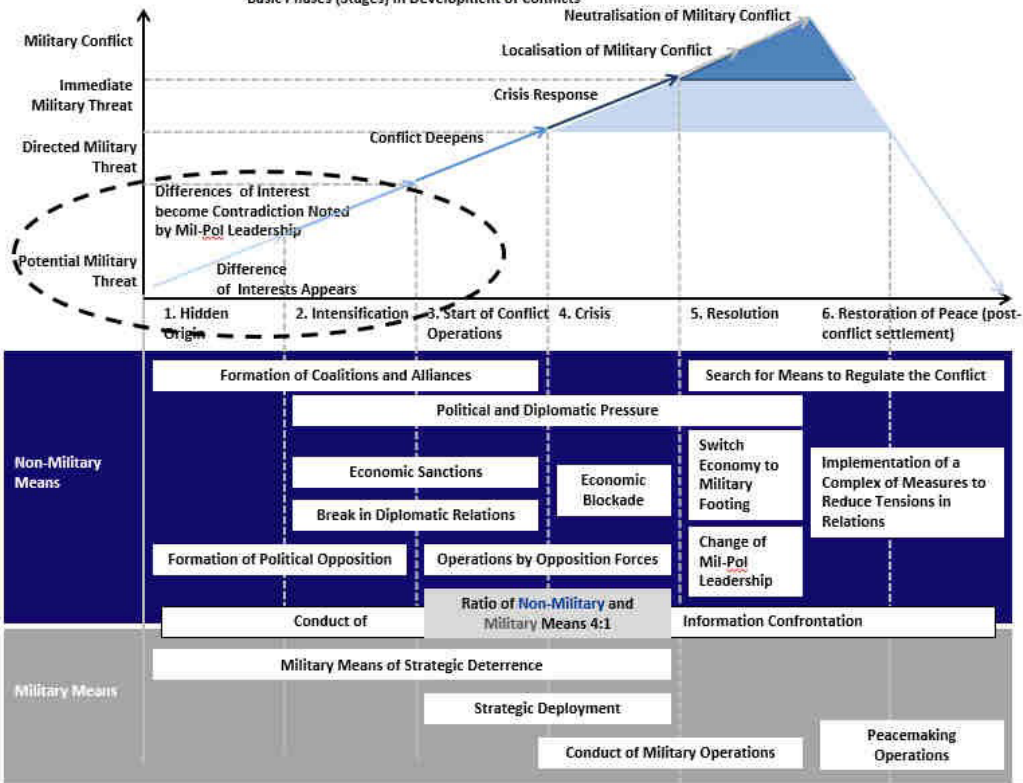 Basic Phases (Stages) in Development of Conflicts
Neutralisation of Military Conflict
Military Conflict
Localisation of Military Conflict
Immediate
Military Threat
Crisis Response
Conflict Deepens
Directed Military
Threat
Differences of Interest
become Contradiction Noted
by Mil-Pol Leadership
Potential Military
Threat
Difference
of Interests Appears
1. Hidden
Origin
2. Intensification
3. Start of Conflict
Operations
4. Crisis
5. Resolution
6. Restoration of Peace (post-
conflict settlement)
Non-Military
Means
Formation of Coalitions and Alliances
Search for Means to Regulate the Conflict
Political and Diplomatic Pressure
Economic Sanctions
Economic
Blockade
Switch
Economy to
Military
Footing
Implementation of a
Complex of Measures to
Reduce Tensions in
Relations
Break in Diplomatic Relations
Change of
Mil-Pol
Leadership
Formation of Political Opposition
Operations by Opposition Forces
Ratio of Non-Military and
Military Means 4:1
Conduct of
Information Confrontation
Military Means
Military Means of Strategic Deterrence
Strategic Deployment
Conduct of Military Operations
Peacemaking
Operations